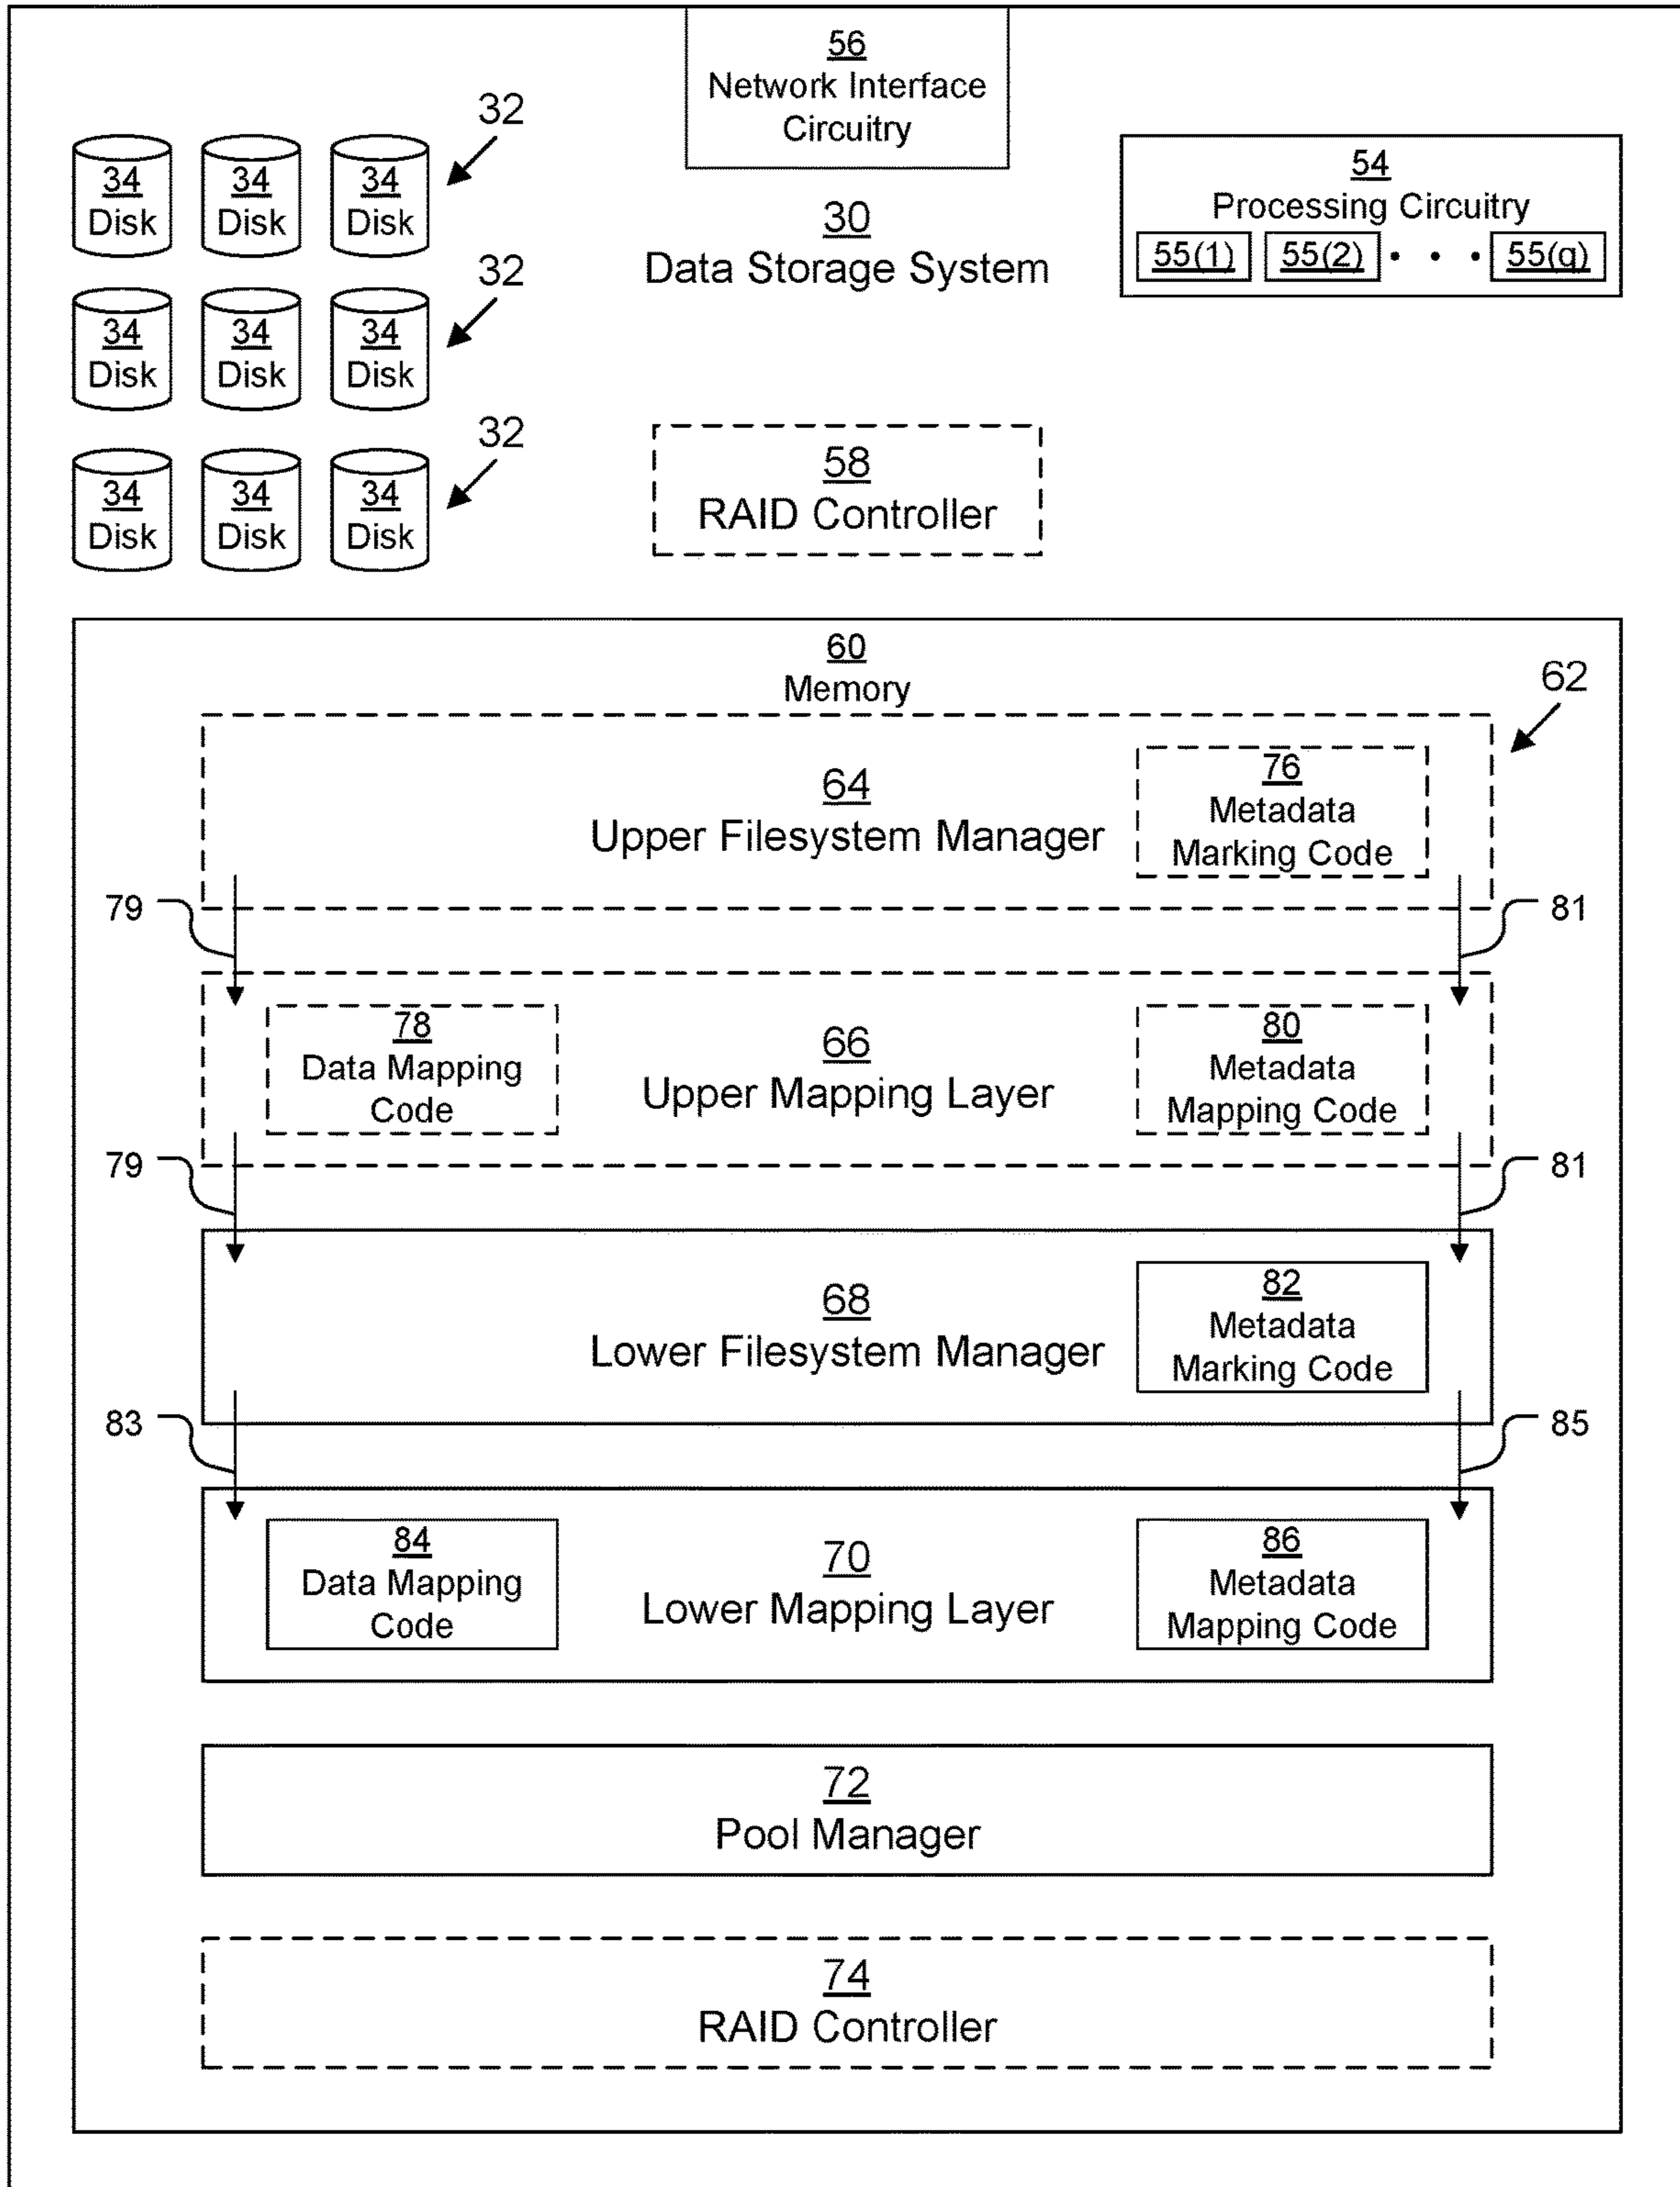 56
Network Interface
Circuitry
32
34 34 34
Disk Disk Disk
54
Processing Circuitry
55(1) 55(2) • • • 55(q)
30
Data Storage System
32
34 34 34
Disk Disk Disk
32
34 34 34
Disk Disk Disk
58
RAID Controller
60
Memory
62
64
Upper Filesystem Manager
76
Metadata
Marking Code
79
81
78
Data Mapping
Code
66
Upper Mapping Layer
80
Metadata
Mapping Code
79
81
68
Lower Filesystem Manager
82
Metadata
Marking Code
83
85
84
Data Mapping
Code
70
Lower Mapping Layer
86
Metadata
Mapping Code
72
Pool Manager
74
RAID Controller